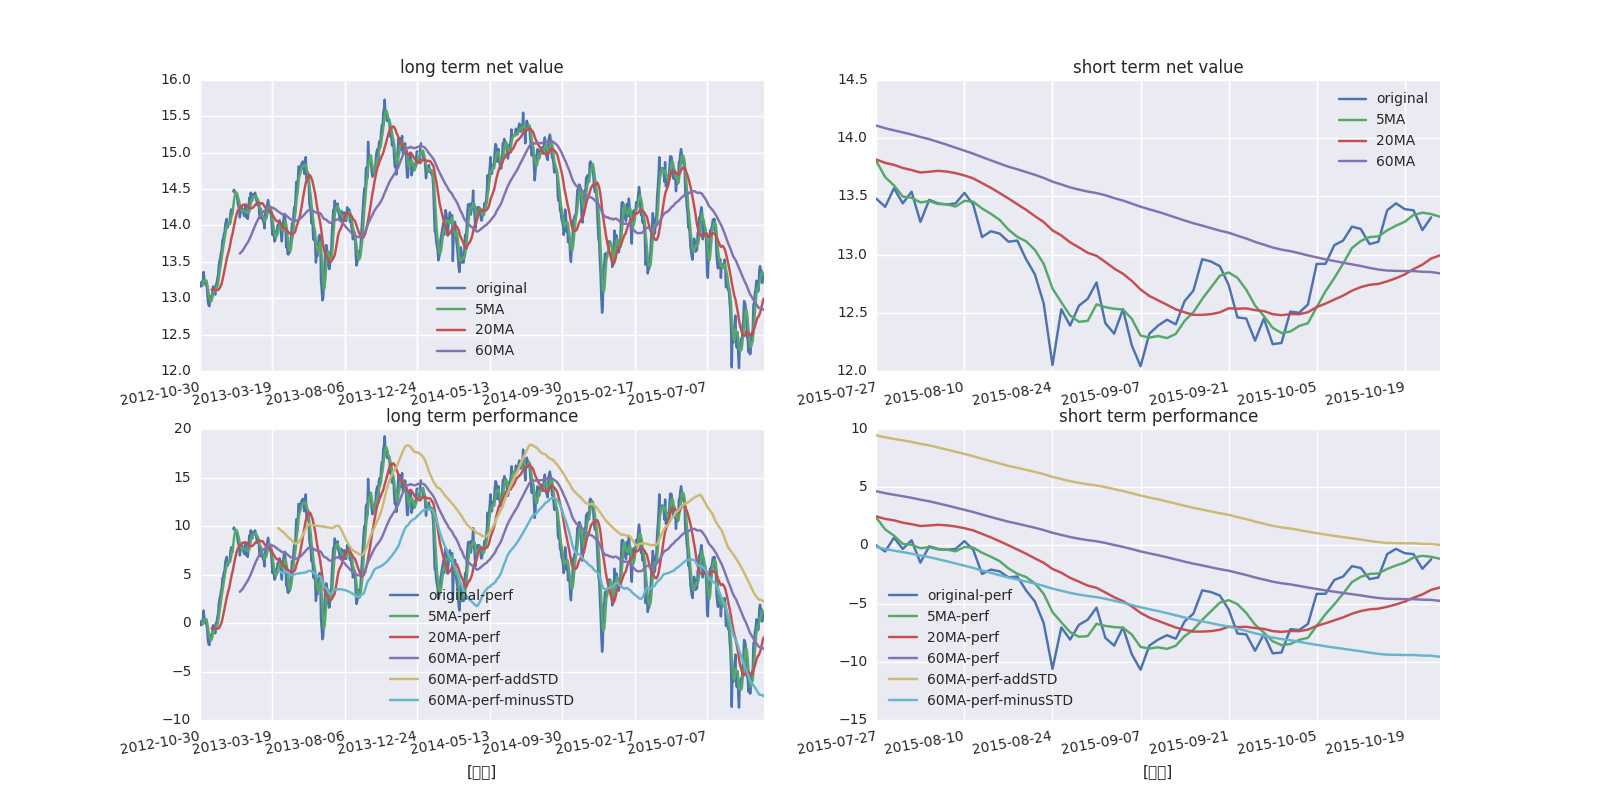 long term net value
16.0
15.5
15.0
14.5
14.0
13.5
13.0
12.5
12.0
original
5MA
20MA
60MA
2012-10-30 2013-03-19 2013-08-06 2013-12-24 2014-05-13 2014-09-30 2015-02-17 2015-07-07
short term net value
14.5
14.0
13.5
13.0
12.5
12.0
original
5MA
20MA
60MA
2015-07-27 2015-08-10 2015-08-24 2015-09-07 2015-09-21 2015-10-05 2015-10-19
long term performance
20
15
10
5
0
−5
−10
original-perf
5MA-perf
20MA-perf
60MA-perf
60MA-perf-addSTD
60MA-perf-minusSTD
2012-10-30 2013-03-19 2013-08-06 2013-12-24 2014-05-13 2014-09-30 2015-02-17 2015-07-07
short term performance
10
5
0
−5
−10
−15
original-perf
5MA-perf
20MA-perf
60MA-perf
60MA-perf-addSTD
60MA-perf-minusSTD
2015-07-27 2015-08-10 2015-08-24 2015-09-07 2015-09-21 2015-10-05 2015-10-19